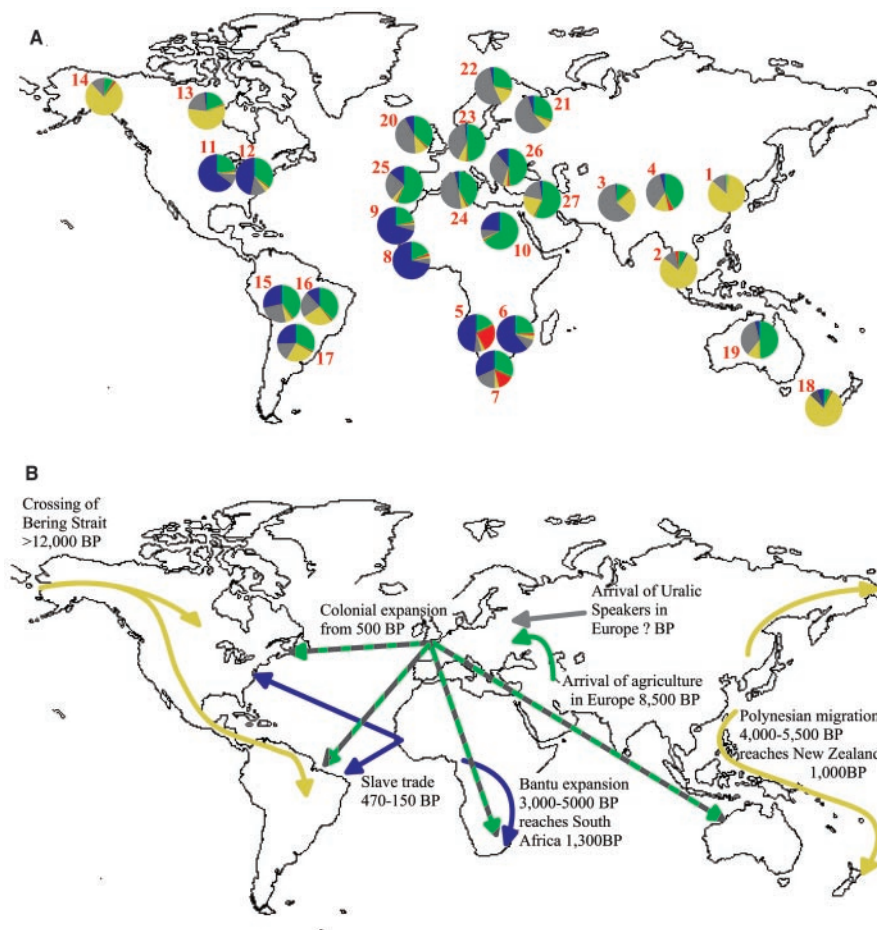 A
14
13
22
21
20
23
11
12
26
25
3
4
1
24
27
9
10
8
2
15
16
5
6
17
19
7
18
B
Crossing of
Bering Strait
>12,000 BP
Colonial expansion
from 500 BP
Arrival of Uralic
Speakers in
Europe ? BP
Arrival of agriculture
in Europe 8,500 BP
Polynesian migration
4,000-5,500 BP
reaches New Zealand
1,000BP
Slave trade
470-150 BP
Bantu expansion
3,000-5000 BP
reaches South
Africa 1,300BP